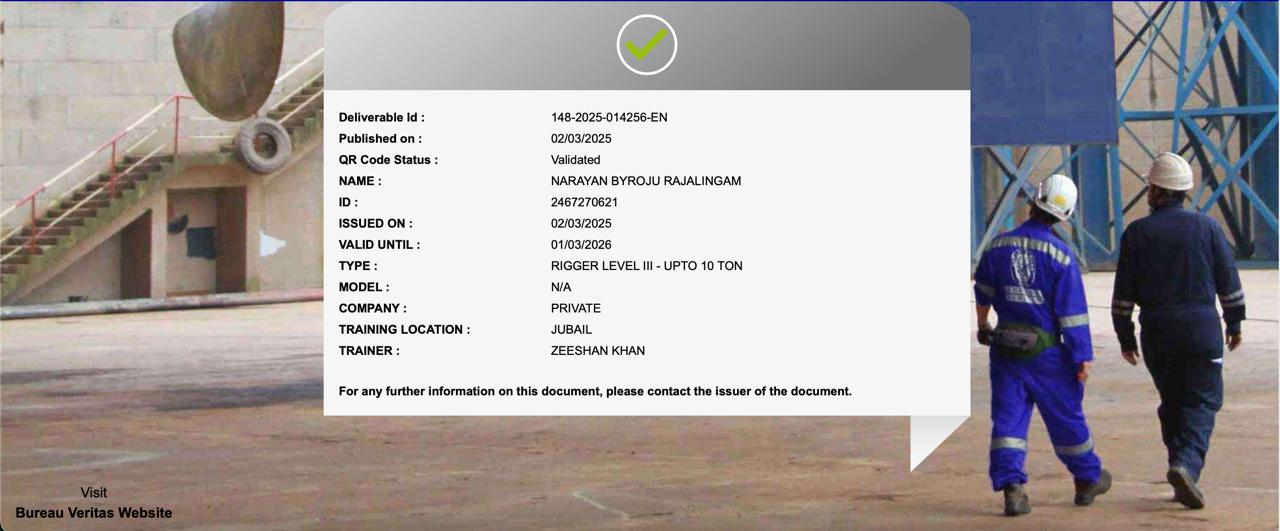 Deliverable Id : 148-2025-014256-EN
Published on : 02/03/2025
QR Code Status : Validated
NAME : NARAYAN BYROJU RAJALINGAM
ID : 2467270621
ISSUED ON : 02/03/2025
VALID UNTIL : 01/03/2026
TYPE : RIGGER LEVEL III - UPTO 10 TON
MODEL : N/A
COMPANY : PRIVATE
TRAINING LOCATION : JUBAIL
TRAINER : ZEESHAN KHAN
For any further information on this document, please contact the issuer of the document.
Visit
Bureau Veritas Website